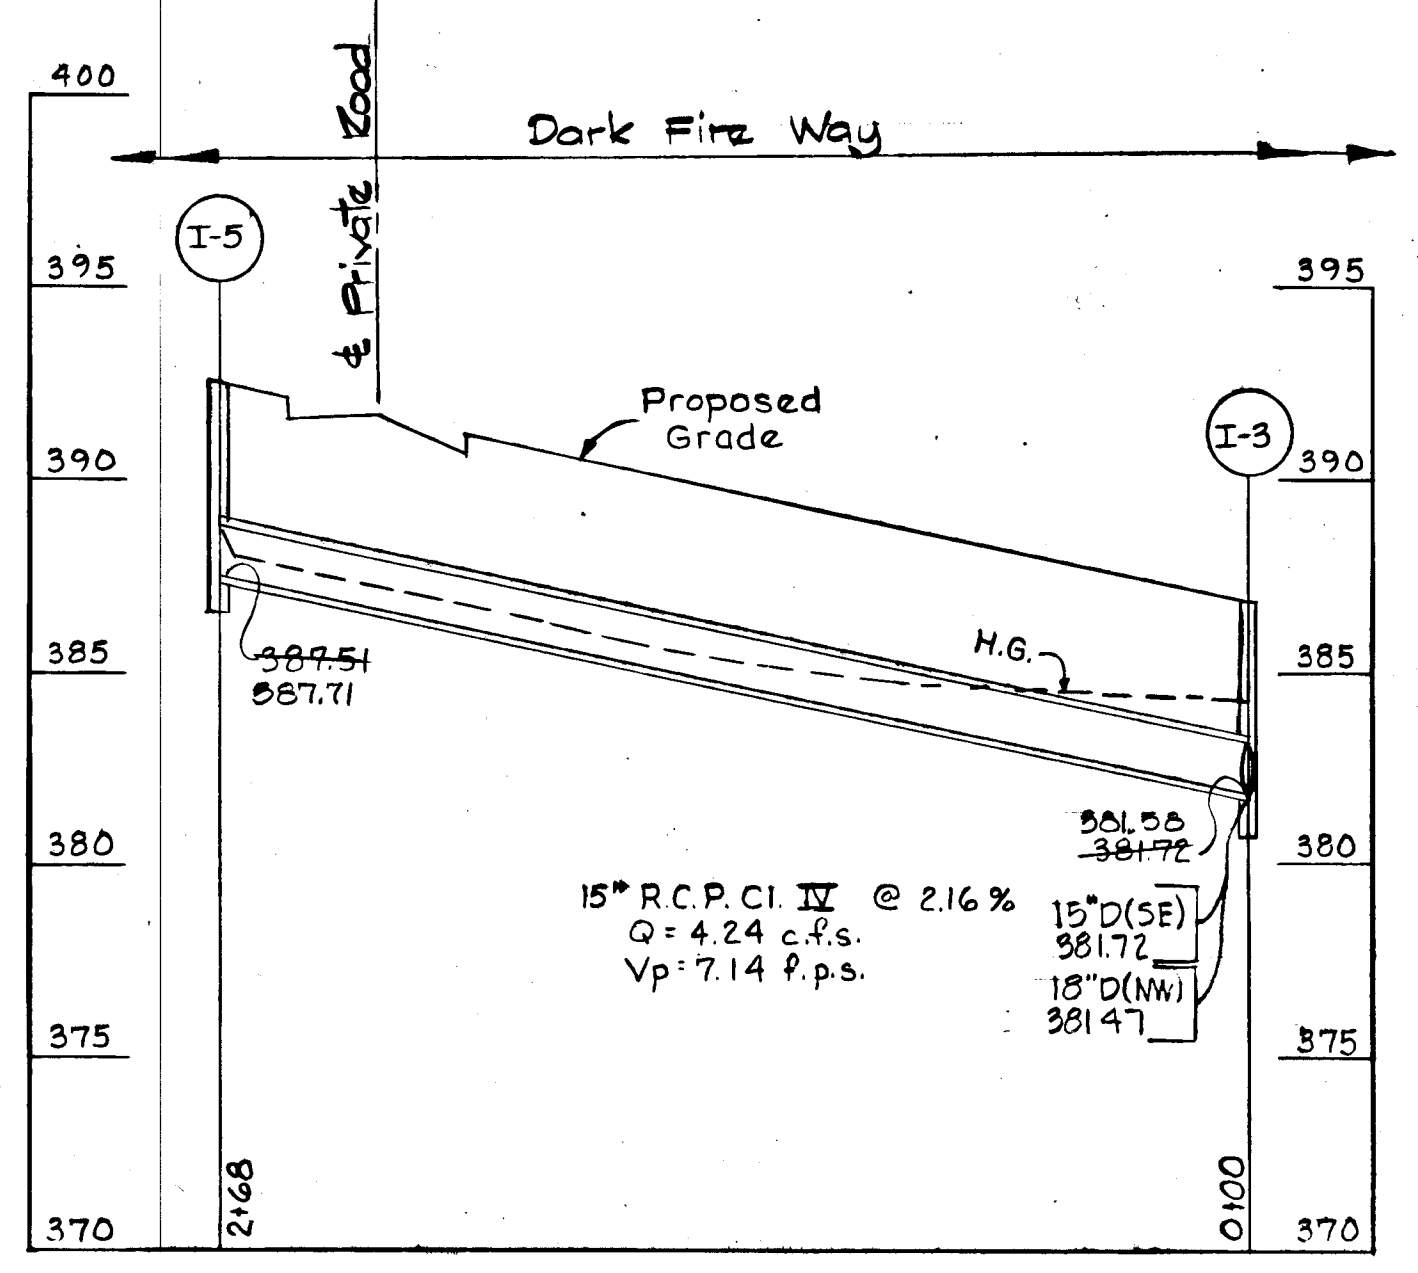 400
Dark Fire Way
℄ Private Road
I-5
395
395
Proposed
Grade
I-3
390
390
H.G.
385
385
387.51
387.71
381.58
381.72
380
380
15" R.C.P. Cl. IV @ 2.16%
Q = 4.24 c.f.s.
Vp = 7.14 f.p.s.
15"D(SE)
381.72
18"D(NW)
381.47
375
375
2+68
0+00
370
370